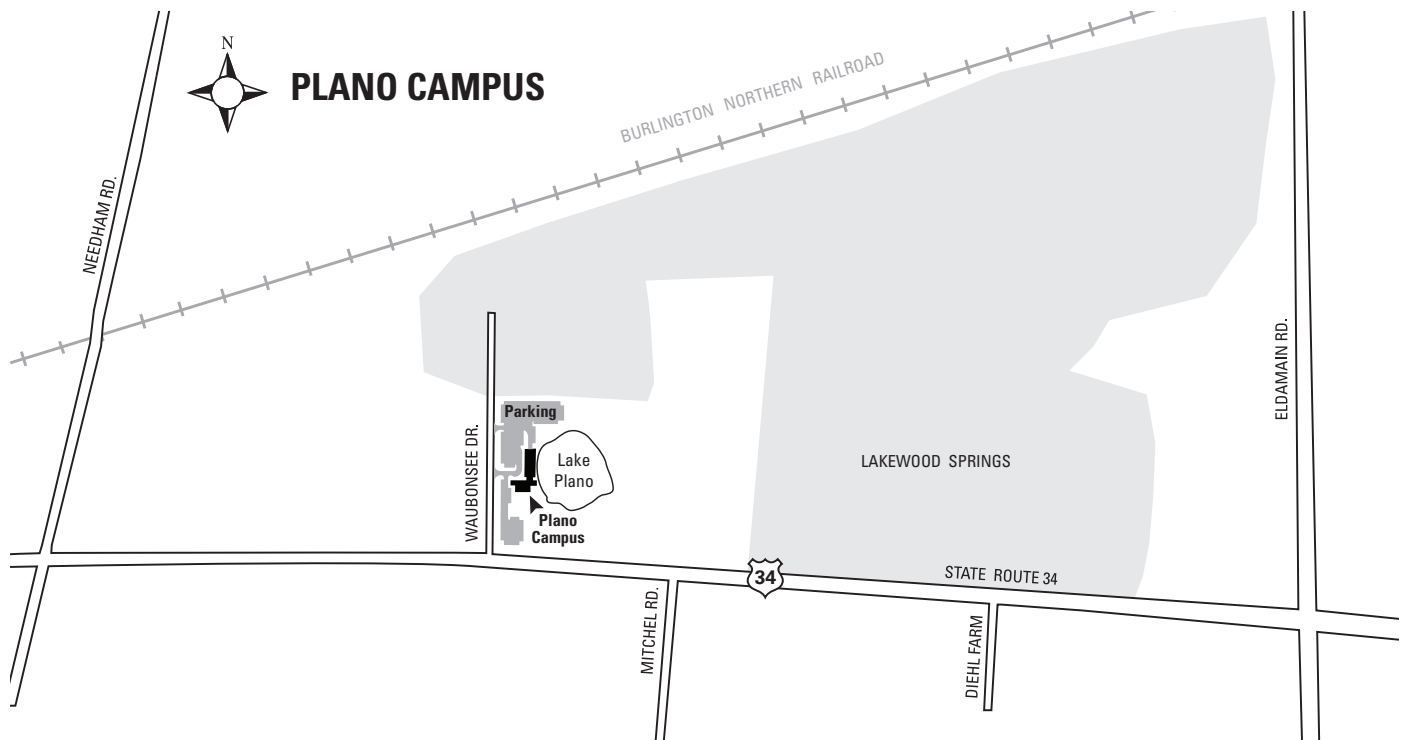 N
PLANO CAMPUS
BURLINGTON NORTHERN RAILROAD
NEEDHAM RD.
ELDAMAIN RD.
Parking
WAUBONSEE DR.
Lake
Plano
LAKEWOOD SPRINGS
Plano
Campus
34
STATE ROUTE 34
MITCHEL RD.
DIEHL FARM